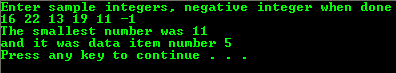 Enter sample integers, negative integer when done
16 22 13 19 11 -1
The smallest number was 11
and it was data item number 5
Press any key to continue . . .